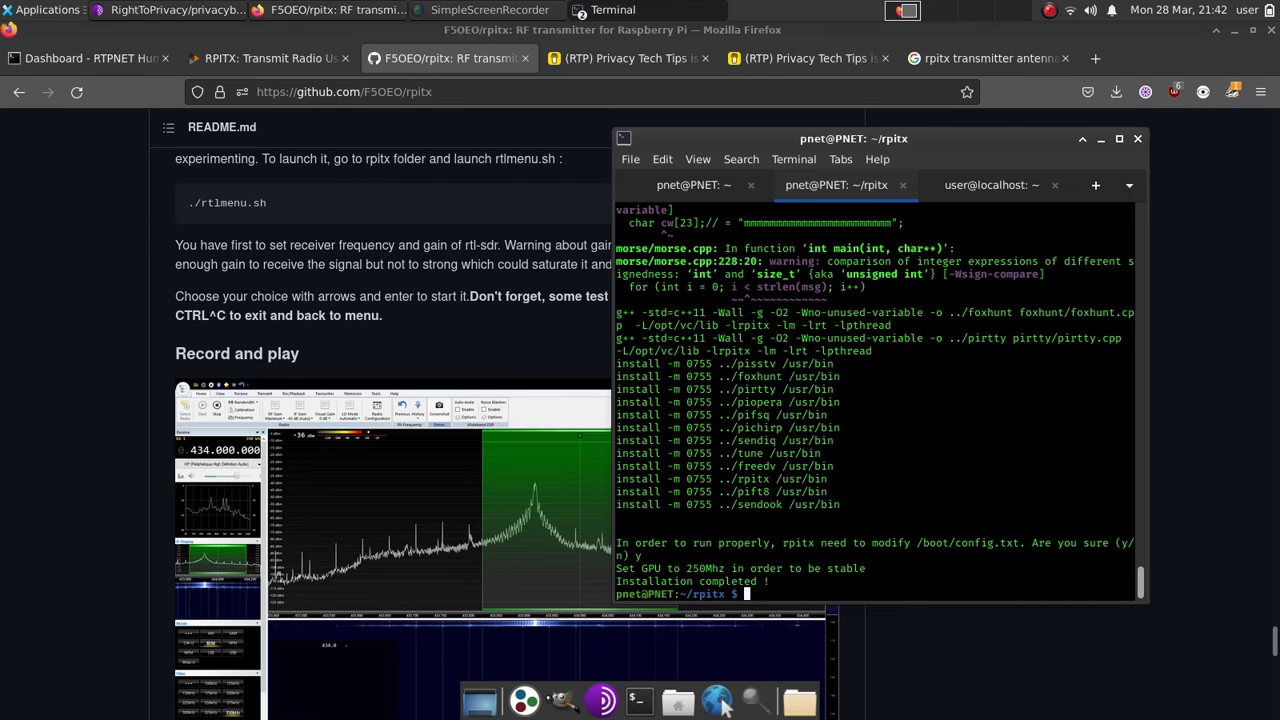 Applications
RightToPrivacy/privacyb...
F5OEO/rpitx: RF transmi...
SimpleScreenRecorder
2
Terminal
Mon 28 Mar, 21:42 user
F5OEO/rpitx: RF transmitter for Raspberry Pi — Mozilla Firefox
Dashboard - RTPNET Hun
RPITX: Transmit Radio Us
F5OEO/rpitx: RF transmit
(RTP) Privacy Tech Tips is
(RTP) Privacy Tech Tips is
rpitx transmitter antenna
https://github.com/F5OEO/rpitx
6
1
README.md
experimenting. To launch it, go to rpitx folder and launch rtlmenu.sh :
./rtlmenu.sh
You have first to set receiver frequency and gain of rtl-sdr. Warning about gain
enough gain to receive the signal but not to strong which could saturate it and
Choose your choice with arrows and enter to start it.Don't forget, some test
CTRL^C to exit and back to menu.
Record and play
0.434.000.000
-36 dBm
434.0
pnet@PNET: ~/rpitx
File Edit View Search Terminal Tabs Help
pnet@PNET: ~
pnet@PNET: ~/rpitx
user@localhost: ~
variable]
char cw[23];// = "mmmmmmmmmmmmmmmmmmmmmm";
^~
morse/morse.cpp: In function ‘int main(int, char**)’:
morse/morse.cpp:228:20: warning: comparison of integer expressions of different s
ignedness: ‘int’ and ‘size_t’ {aka ‘unsigned int’} [-Wsign-compare]
for (int i = 0; i < strlen(msg); i++)
~~^~~~~~~~~~~~~
g++ -std=c++11 -Wall -g -O2 -Wno-unused-variable -o ../foxhunt foxhunt/foxhunt.cp
p -L/opt/vc/lib -lrpitx -lm -lrt -lpthread
g++ -std=c++11 -Wall -g -O2 -Wno-unused-variable -o ../pirtty pirtty/pirtty.cpp
-L/opt/vc/lib -lrpitx -lm -lrt -lpthread
install -m 0755 ../pisstv /usr/bin
install -m 0755 ../foxhunt /usr/bin
install -m 0755 ../pirtty /usr/bin
install -m 0755 ../piopera /usr/bin
install -m 0755 ../morse /usr/bin
install -m 0755 ../pichirp /usr/bin
install -m 0755 ../sendiq /usr/bin
install -m 0755 ../tune /usr/bin
install -m 0755 ../freedv /usr/bin
install -m 0755 ../rpitx /usr/bin
install -m 0755 ../pift8 /usr/bin
install -m 0755 ../sendook /usr/bin
In order to run properly, rpitx need to modify /boot/config.txt. Are you sure (y/
n) y
Set GPU to 250Mhz in order to be stable
Installation completed !
pnet@PNET:~/rpitx $